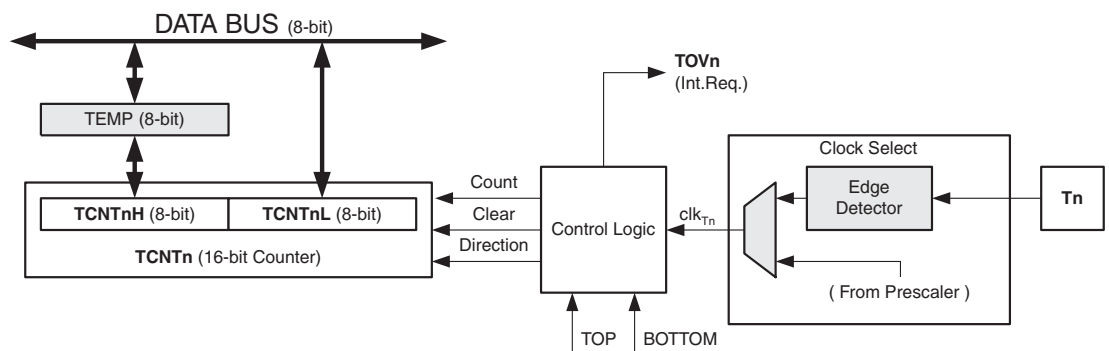 DATA BUS (8-bit)
TOVn
(Int.Req.)
TEMP (8-bit)
Clock Select
Count
Edge
Detector
Tn
TCNTnH (8-bit)
TCNTnL (8-bit)
Clear
Control Logic
clkTn
Direction
TCNTn (16-bit Counter)
( From Prescaler )
TOP
BOTTOM